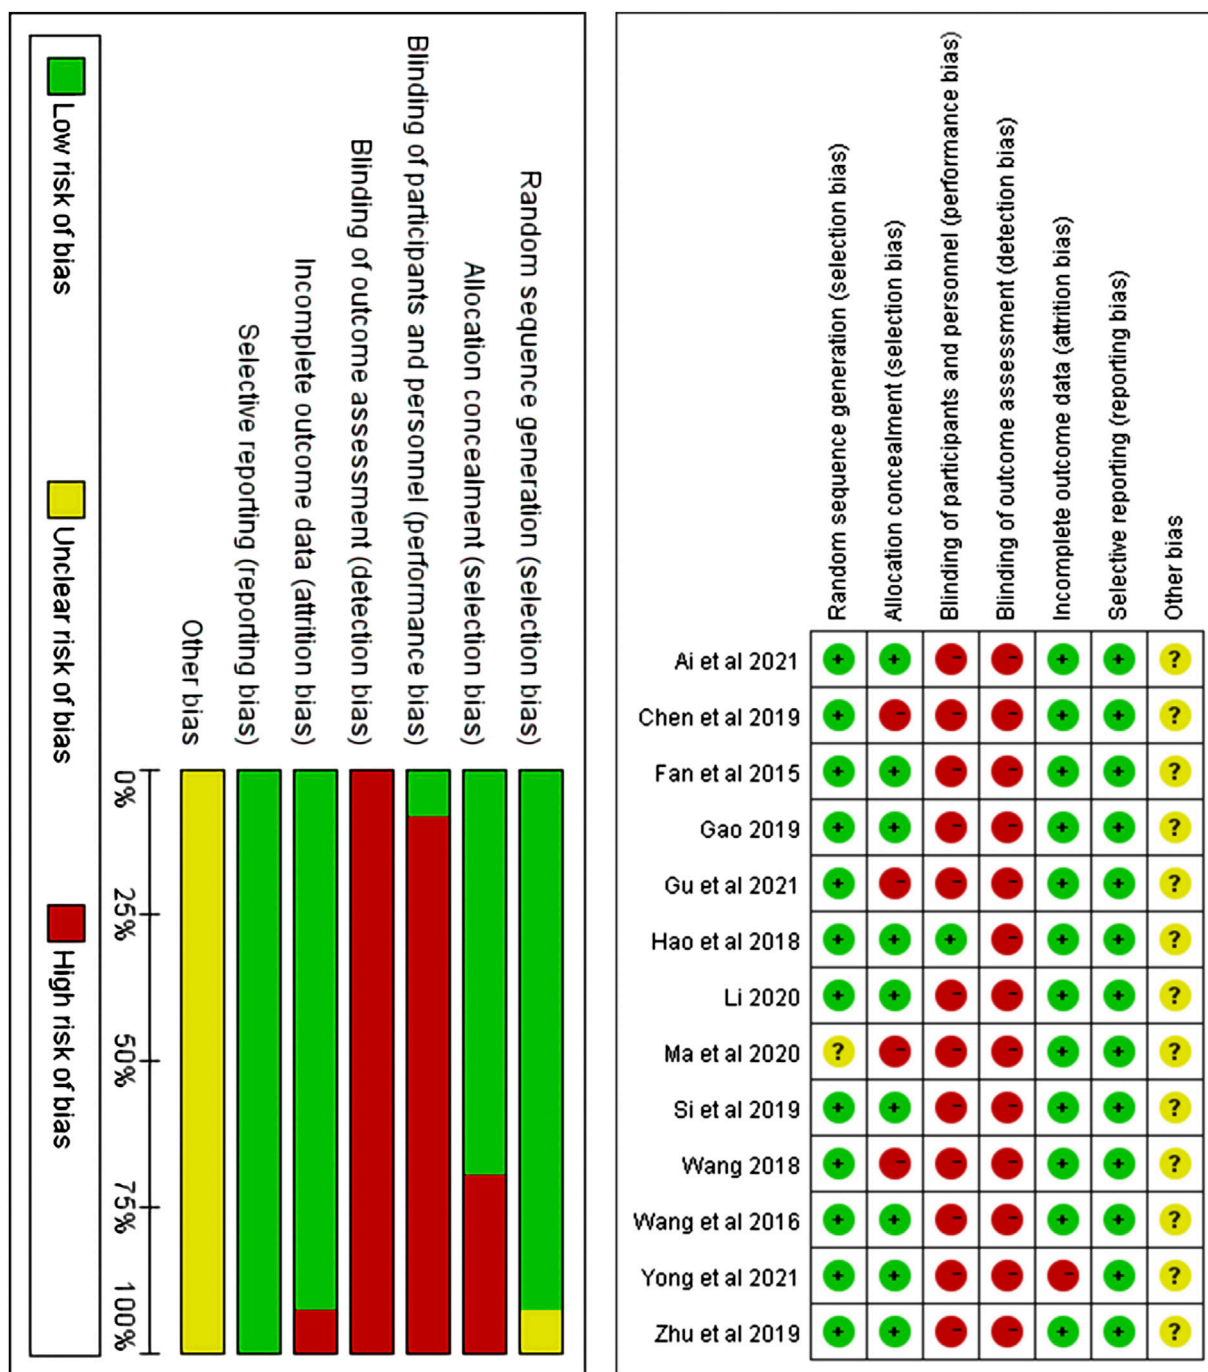 Random sequence generation (selection bias)
Allocation concealment (selection bias)
Blinding of participants and personnel (performance bias)
Blinding of outcome assessment (detection bias)
Incomplete outcome data (attrition bias)
Selective reporting (reporting bias)
Other bias
0% 25% 50% 75% 100%
Low risk of bias Unclear risk of bias High risk of bias
Random sequence generation (selection bias)
Allocation concealment (selection bias)
Blinding of participants and personnel (performance bias)
Blinding of outcome assessment (detection bias)
Incomplete outcome data (attrition bias)
Selective reporting (reporting bias)
Other bias
Ai et al 2021 + + - - + + ?
Chen et al 2019 + - - - + + ?
Fan et al 2015 + + - - + + ?
Gao 2019 + + - - + + ?
Gu et al 2021 + - - - + + ?
Hao et al 2018 + + + - + + ?
Li 2020 + + - - + + ?
Ma et al 2020 ? - - - + + ?
Si et al 2019 + + - - + + ?
Wang 2018 + - - - + + ?
Wang et al 2016 + + - - + + ?
Yong et al 2021 + + - - - + ?
Zhu et al 2019 + + - - + + ?